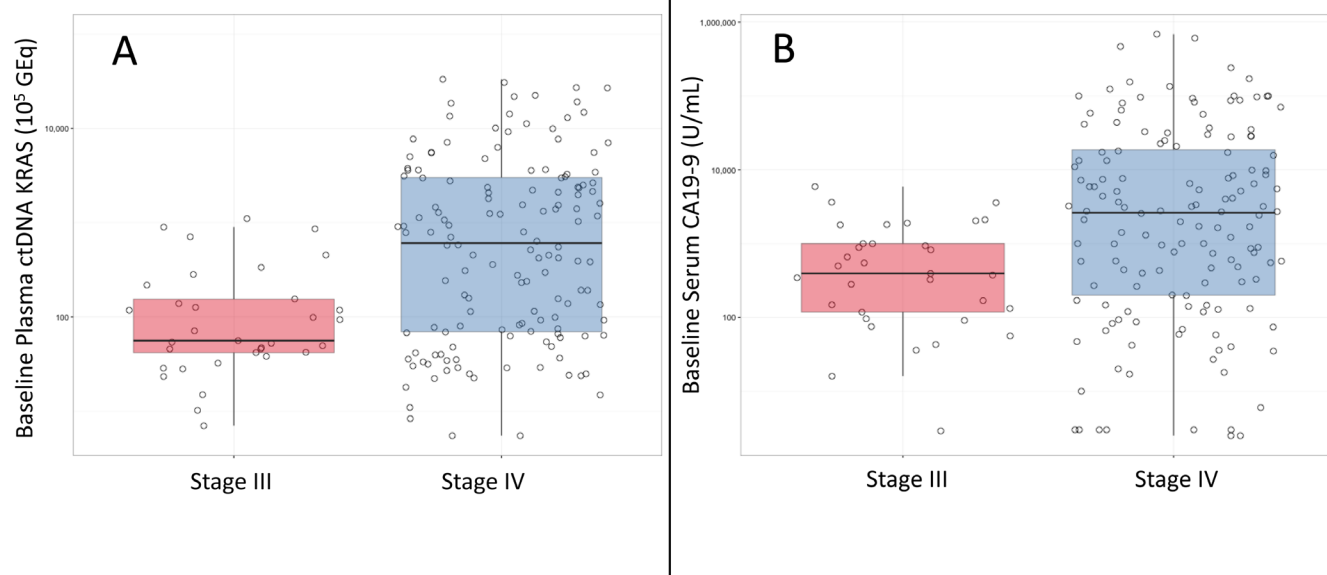 A
Baseline Plasma ctDNA KRAS (10⁵ GEq)
10,000
100
Stage III
Stage IV
B
Baseline Serum CA19-9 (U/mL)
1,000,000
10,000
100
Stage III
Stage IV